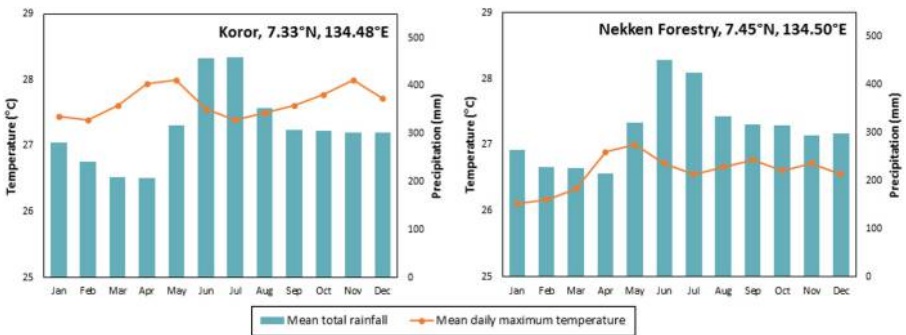 Koror, 7.33°N, 134.48°E
Temperature (°C)
29
28
27
26
25
Precipitation (mm)
500
400
300
200
100
0
Jan Feb Mar Apr May Jun Jul Aug Sep Oct Nov Dec
Nekken Forestry, 7.45°N, 134.50°E
Temperature (°C)
29
28
27
26
25
Precipitation (mm)
500
400
300
200
100
0
Jan Feb Mar Apr May Jun Jul Aug Sep Oct Nov Dec
Mean total rainfall Mean daily maximum temperature